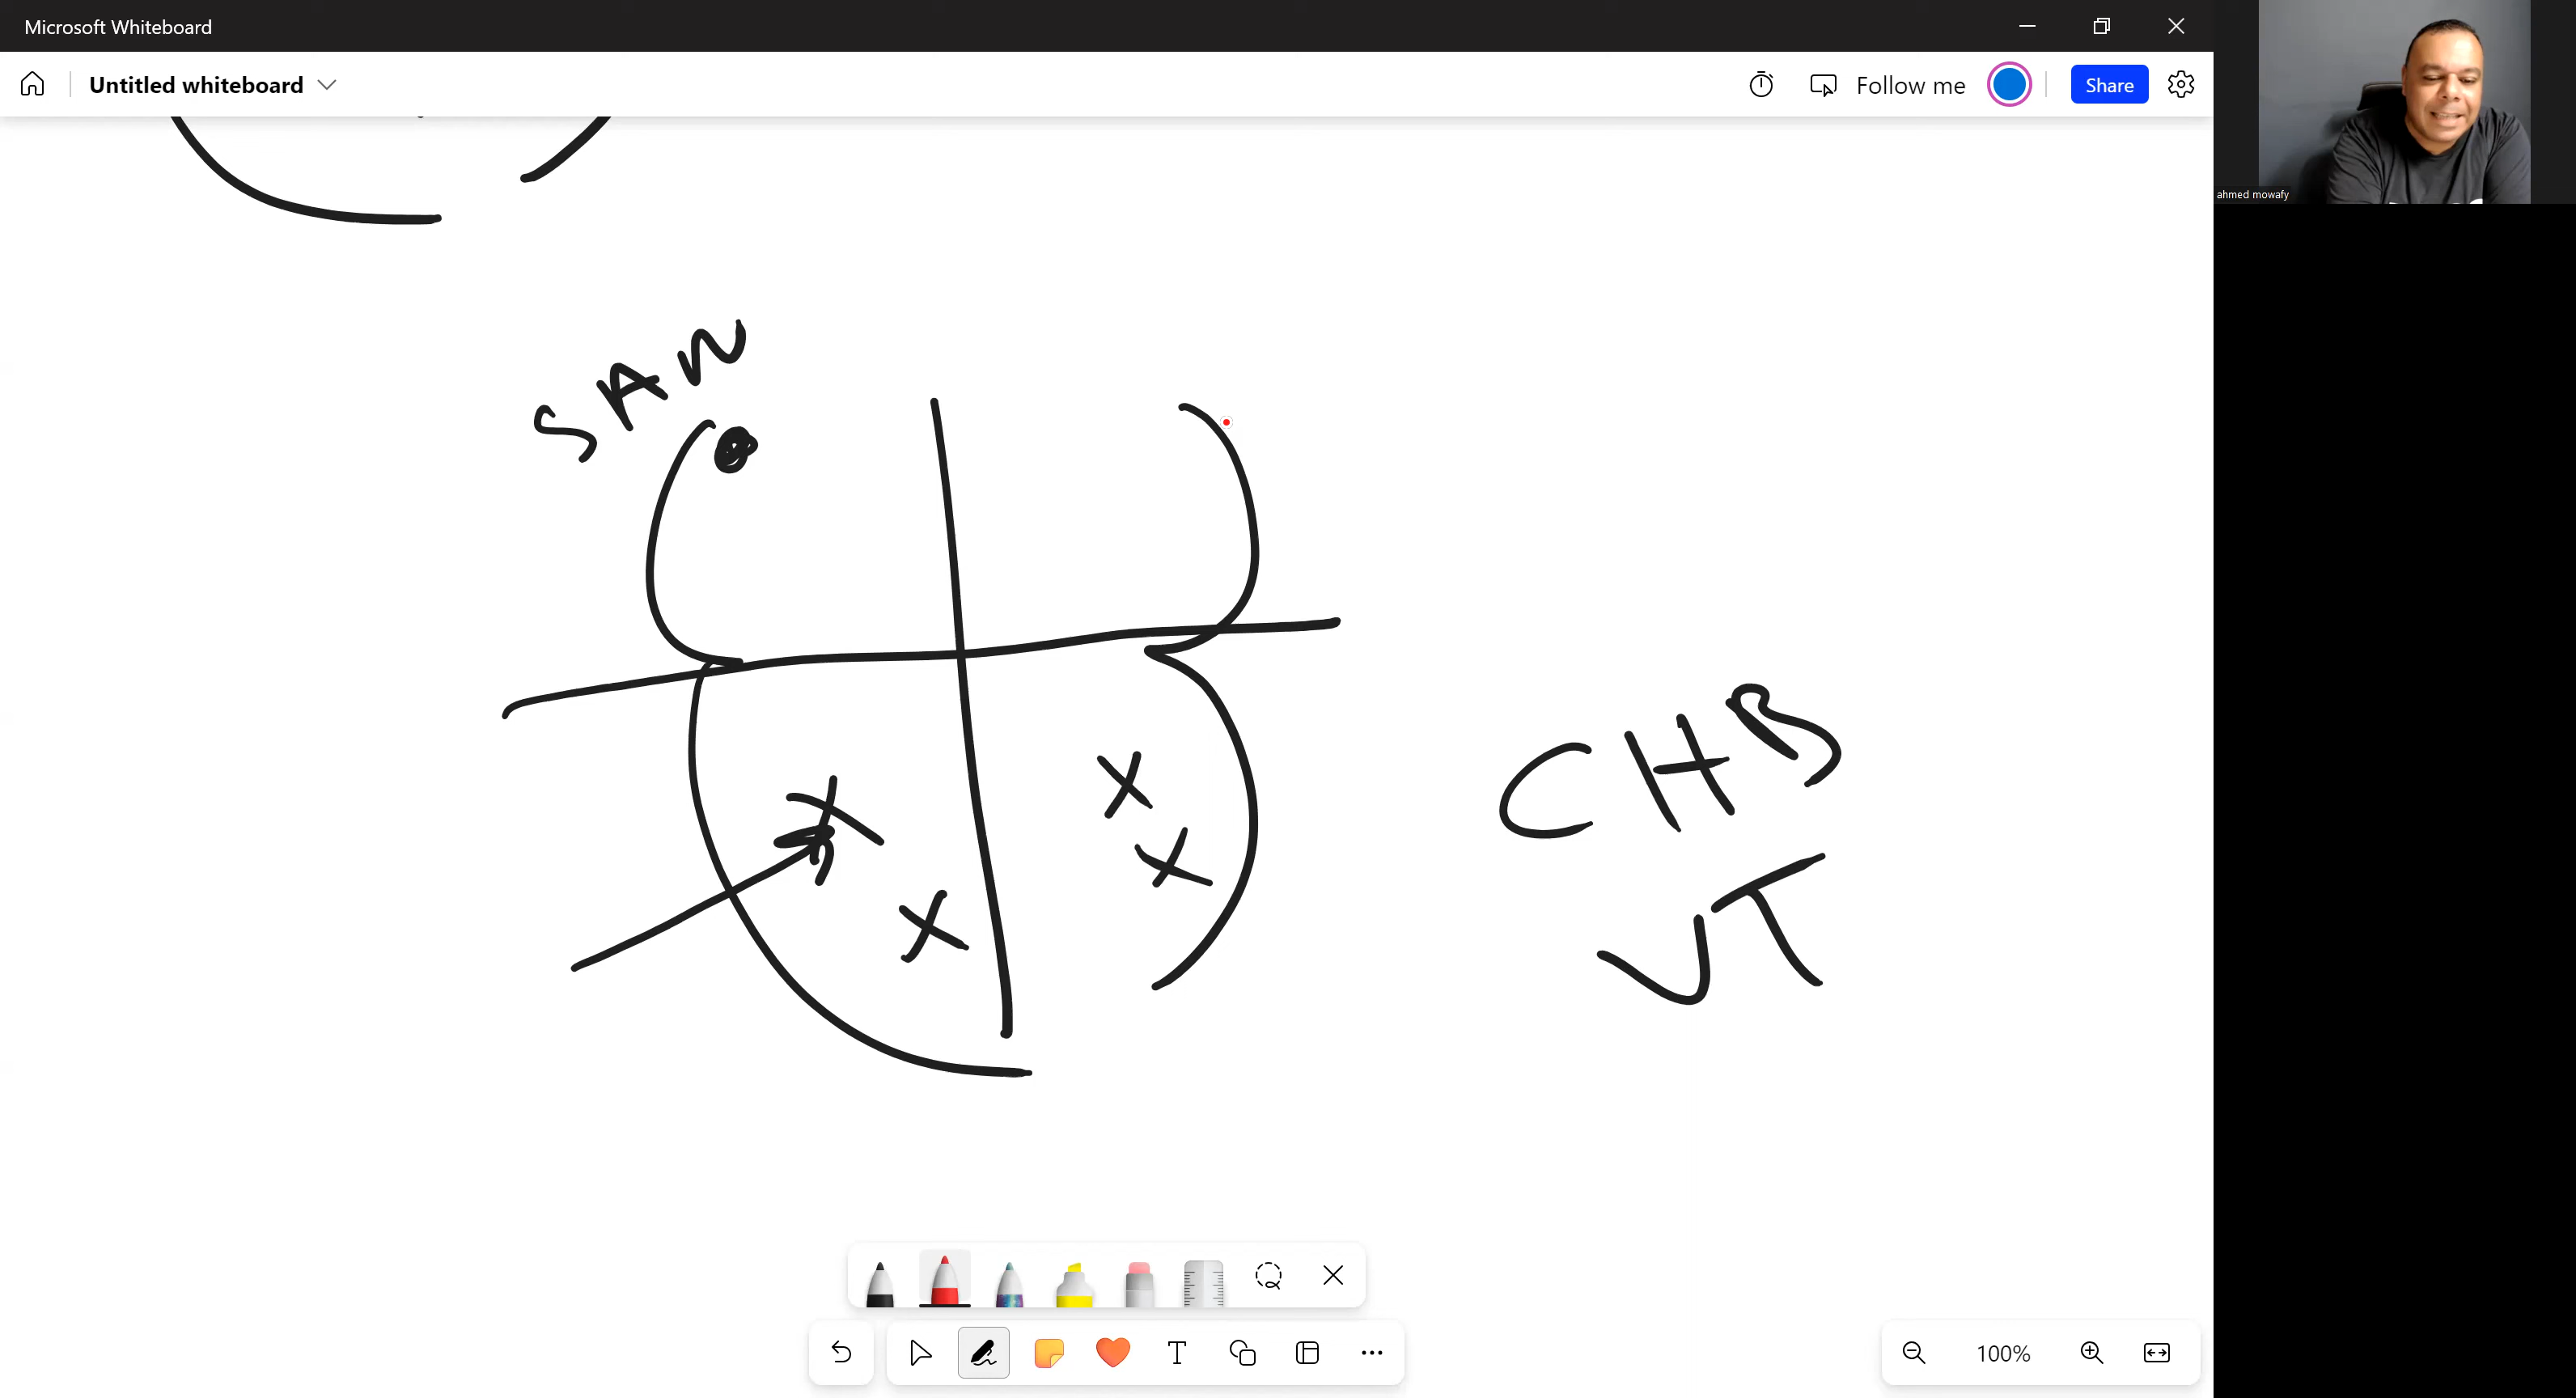 Microsoft Whiteboard
Untitled whiteboard
Follow me
Share
ahmed mowafy
SAN
X
X
X
X
CHB
VT
T
100%